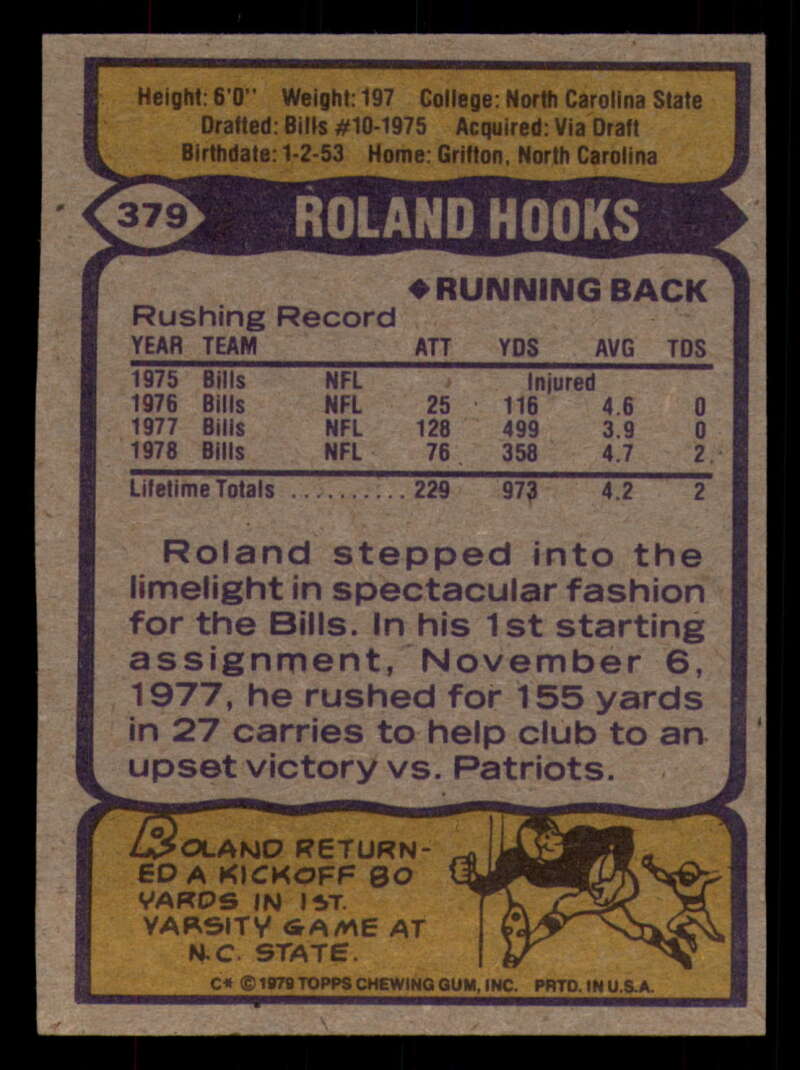 Height: 6'0" Weight: 197 College: North Carolina State
Drafted: Bills #10-1975 Acquired: Via Draft
Birthdate: 1-2-53 Home: Grifton, North Carolina
379 ROLAND HOOKS
◆RUNNING BACK
Rushing Record
YEAR TEAM ATT YDS AVG TDS
1975 Bills NFL Injured
1976 Bills NFL 25 116 4.6 0
1977 Bills NFL 128 499 3.9 0
1978 Bills NFL 76 358 4.7 2
Lifetime Totals .......... 229 973 4.2 2
Roland stepped into the
limelight in spectacular fashion
for the Bills. In his 1st starting
assignment, November 6,
1977, he rushed for 155 yards
in 27 carries to help club to an
upset victory vs. Patriots.
ROLAND RETURN-
ED A KICKOFF 80
YARDS IN 1ST.
VARSITY GAME AT
N.C. STATE.
C* © 1979 TOPPS CHEWING GUM, INC. PRTD. IN U.S.A.